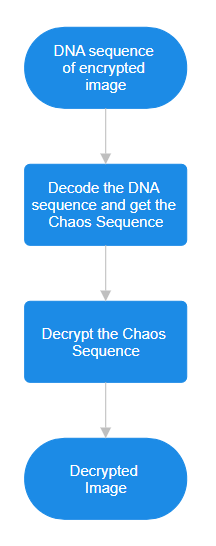 DNA sequence
of encrypted
image
Decode the DNA
sequence and get the
Chaos Sequence
Decrypt the Chaos
Sequence
Decrypted
Image